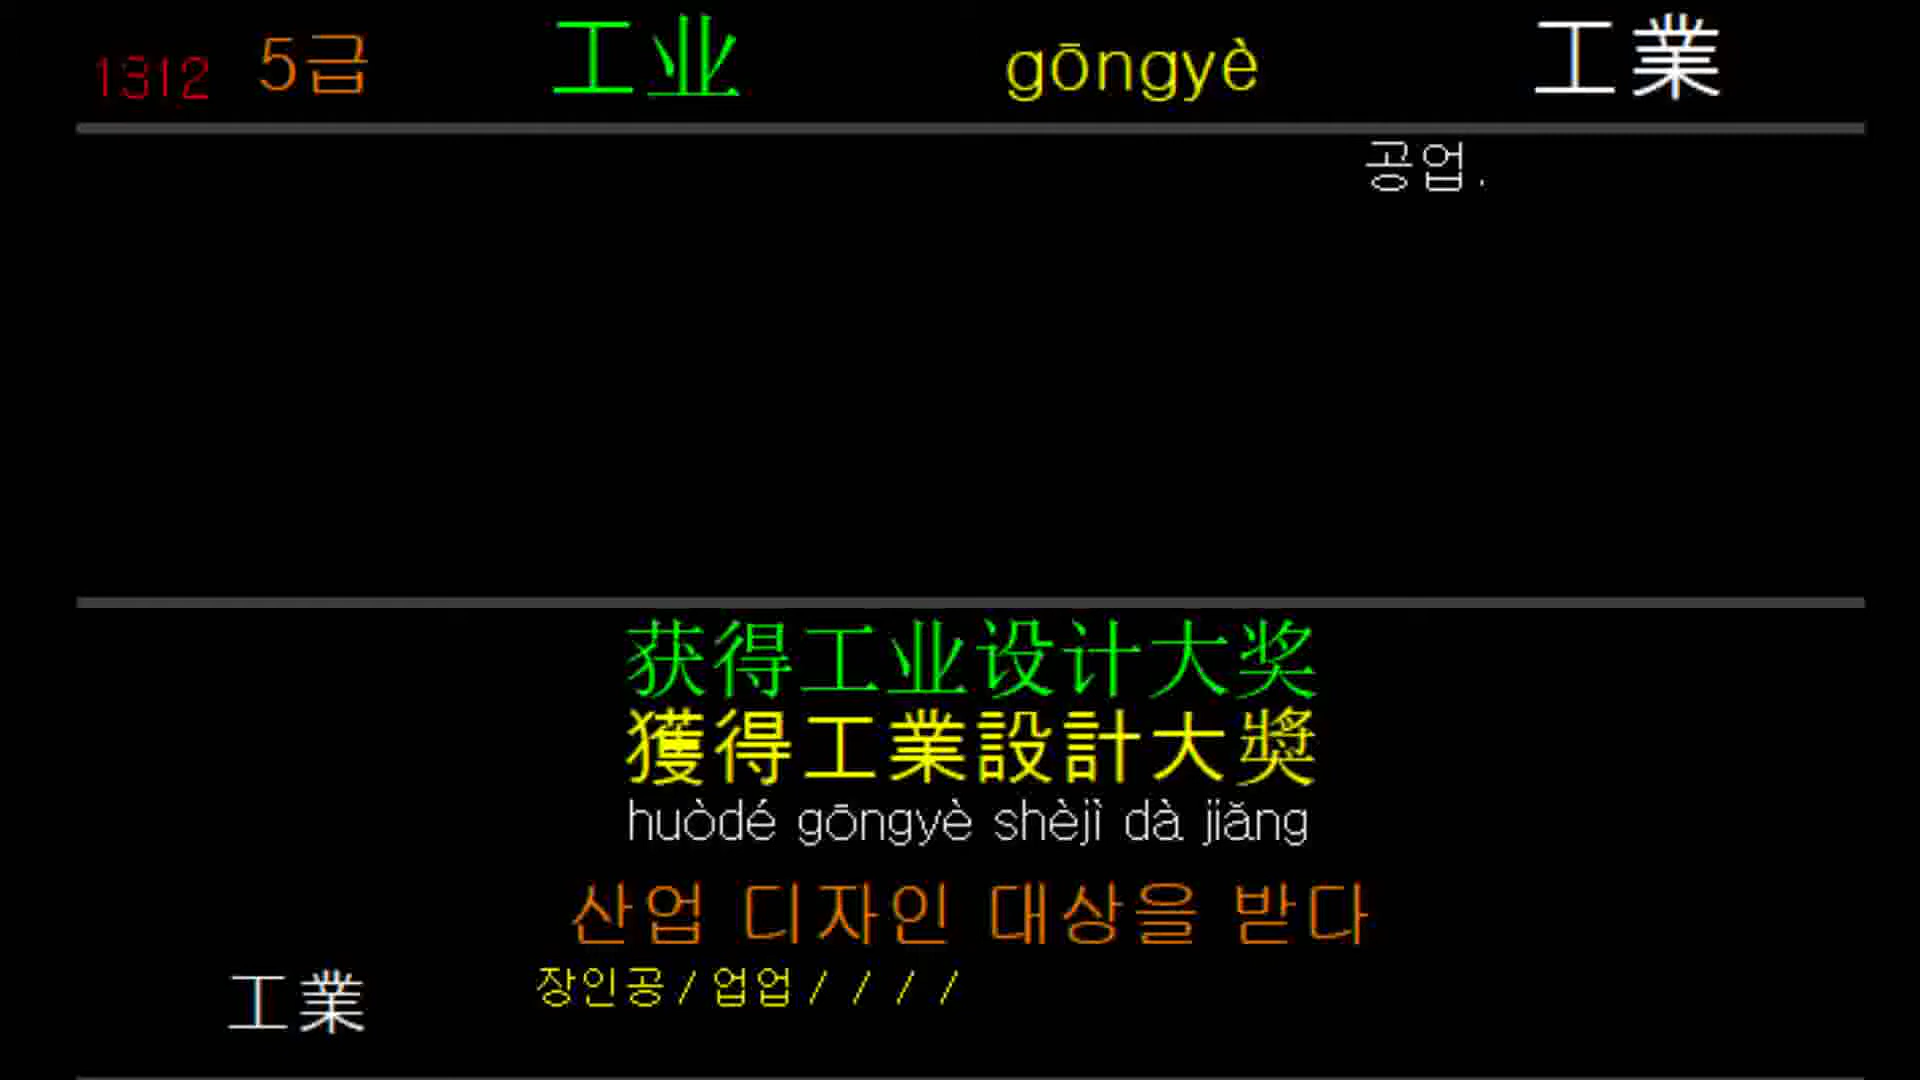 1312 5급 工业 gōngyè 工業
공업.
获得工业设计大奖
獲得工業設計大獎
huòdé gōngyè shèjì dà jiǎng
산업 디자인 대상을 받다
工業 장인공/업업////